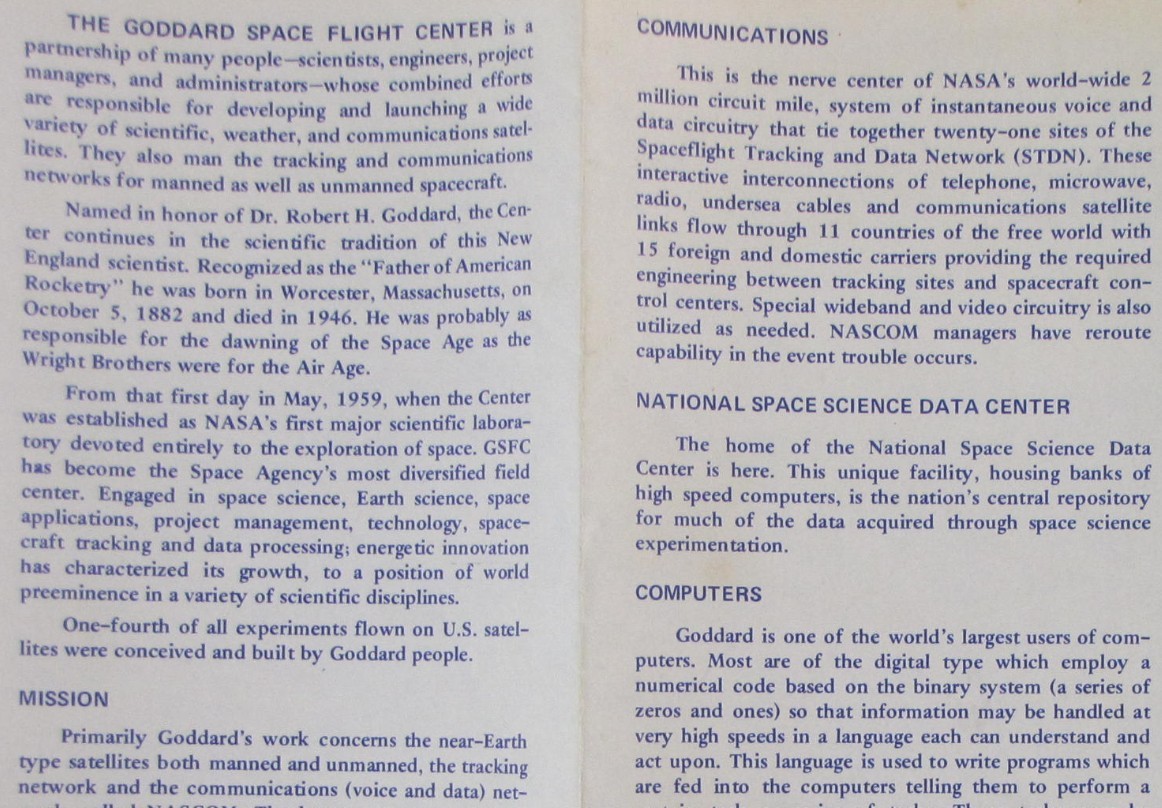 THE GODDARD SPACE FLIGHT CENTER is a
partnership of many people—scientists, engineers, project
managers, and administrators—whose combined efforts
are responsible for developing and launching a wide
variety of scientific, weather, and communications satel-
lites. They also man the tracking and communications
networks for manned as well as unmanned spacecraft.
Named in honor of Dr. Robert H. Goddard, the Cen-
ter continues in the scientific tradition of this New
England scientist. Recognized as the "Father of American
Rocketry" he was born in Worcester, Massachusetts, on
October 5, 1882 and died in 1946. He was probably as
responsible for the dawning of the Space Age as the
Wright Brothers were for the Air Age.
From that first day in May, 1959, when the Center
was established as NASA's first major scientific labora-
tory devoted entirely to the exploration of space. GSFC
has become the Space Agency's most diversified field
center. Engaged in space science, Earth science, space
applications, project management, technology, space-
craft tracking and data processing; energetic innovation
has characterized its growth, to a position of world
preeminence in a variety of scientific disciplines.
One-fourth of all experiments flown on U.S. satel-
lites were conceived and built by Goddard people.
MISSION
Primarily Goddard's work concerns the near-Earth
type satellites both manned and unmanned, the tracking
network and the communications (voice and data) net-
COMMUNICATIONS
This is the nerve center of NASA's world-wide 2
million circuit mile, system of instantaneous voice and
data circuitry that tie together twenty-one sites of the
Spaceflight Tracking and Data Network (STDN). These
interactive interconnections of telephone, microwave,
radio, undersea cables and communications satellite
links flow through 11 countries of the free world with
15 foreign and domestic carriers providing the required
engineering between tracking sites and spacecraft con-
trol centers. Special wideband and video circuitry is also
utilized as needed. NASCOM managers have reroute
capability in the event trouble occurs.
NATIONAL SPACE SCIENCE DATA CENTER
The home of the National Space Science Data
Center is here. This unique facility, housing banks of
high speed computers, is the nation's central repository
for much of the data acquired through space science
experimentation.
COMPUTERS
Goddard is one of the world's largest users of com-
puters. Most are of the digital type which employ a
numerical code based on the binary system (a series of
zeros and ones) so that information may be handled at
very high speeds in a language each can understand and
act upon. This language is used to write programs which
are fed into the computers telling them to perform a